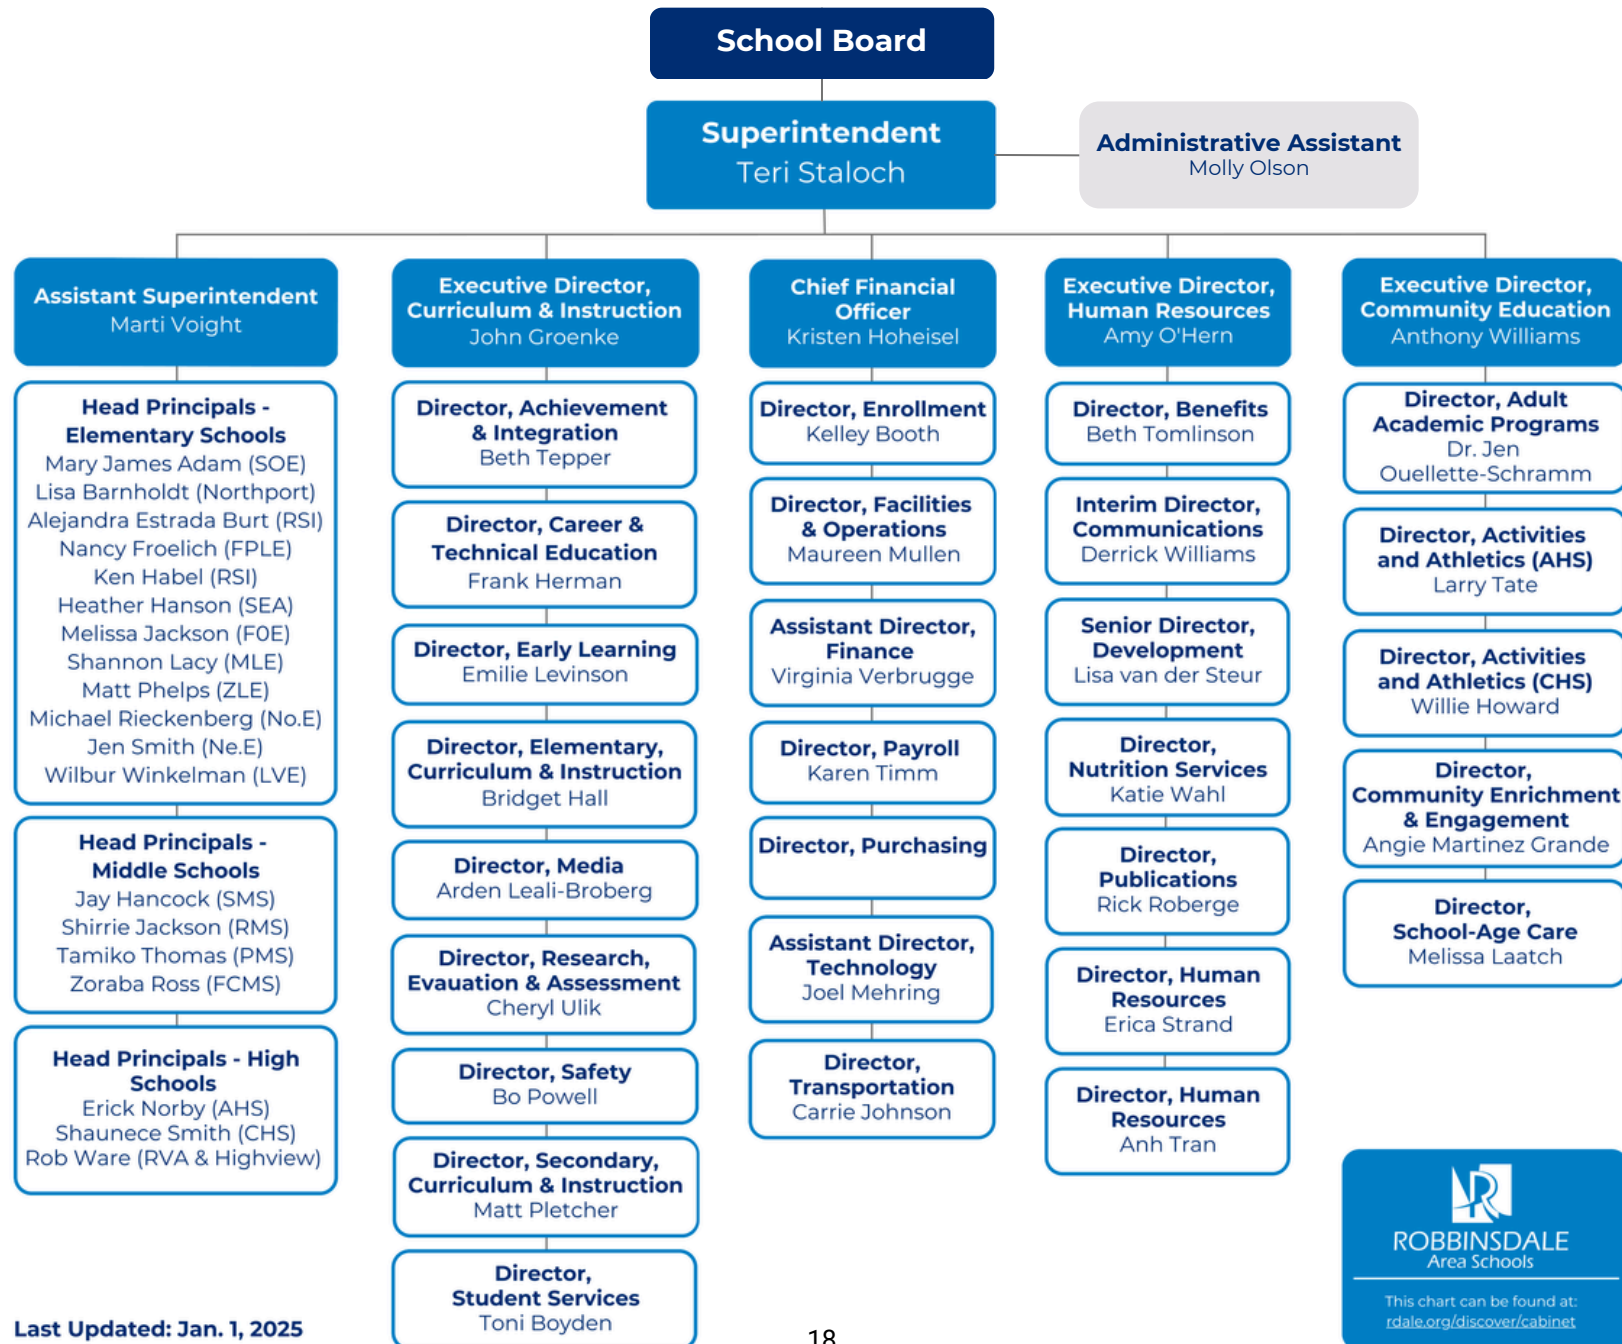 School Board
Superintendent
Teri Staloch
Administrative Assistant
Molly Olson
Assistant Superintendent
Marti Voight
Head Principals -
Elementary Schools
Mary James Adam (SOE)
Lisa Barnholdt (Northport)
Alejandra Estrada Burt (RSI)
Nancy Froelich (FPLE)
Ken Habel (RSI)
Heather Hanson (SEA)
Melissa Jackson (F0E)
Shannon Lacy (MLE)
Matt Phelps (ZLE)
Michael Rieckenberg (No.E)
Jen Smith (Ne.E)
Wilbur Winkelman (LVE)
Head Principals -
Middle Schools
Jay Hancock (SMS)
Shirrie Jackson (RMS)
Tamiko Thomas (PMS)
Zoraba Ross (FCMS)
Head Principals - High
Schools
Erick Norby (AHS)
Shaunece Smith (CHS)
Rob Ware (RVA & Highview)
Executive Director,
Curriculum & Instruction
John Groenke
Director, Achievement
& Integration
Beth Tepper
Director, Career &
Technical Education
Frank Herman
Director, Early Learning
Emilie Levinson
Director, Elementary,
Curriculum & Instruction
Bridget Hall
Director, Media
Arden Leali-Broberg
Director, Research,
Evauation & Assessment
Cheryl Ulik
Director, Safety
Bo Powell
Director, Secondary,
Curriculum & Instruction
Matt Pletcher
Director,
Student Services
Toni Boyden
Chief Financial
Officer
Kristen Hoheisel
Director, Enrollment
Kelley Booth
Director, Facilities
& Operations
Maureen Mullen
Assistant Director,
Finance
Virginia Verbrugge
Director, Payroll
Karen Timm
Director, Purchasing
Assistant Director,
Technology
Joel Mehring
Director,
Transportation
Carrie Johnson
Executive Director,
Human Resources
Amy O'Hern
Director, Benefits
Beth Tomlinson
Interim Director,
Communications
Derrick Williams
Senior Director,
Development
Lisa van der Steur
Director,
Nutrition Services
Katie Wahl
Director,
Publications
Rick Roberge
Director, Human
Resources
Erica Strand
Director, Human
Resources
Anh Tran
Executive Director,
Community Education
Anthony Williams
Director, Adult
Academic Programs
Dr. Jen
Ouellette-Schramm
Director, Activities
and Athletics (AHS)
Larry Tate
Director, Activities
and Athletics (CHS)
Willie Howard
Director,
Community Enrichment
& Engagement
Angie Martinez Grande
Director,
School-Age Care
Melissa Laatch
ROBBINSDALE
Area Schools
This chart can be found at:
rdale.org/discover/cabinet
Last Updated: Jan. 1, 2025
18